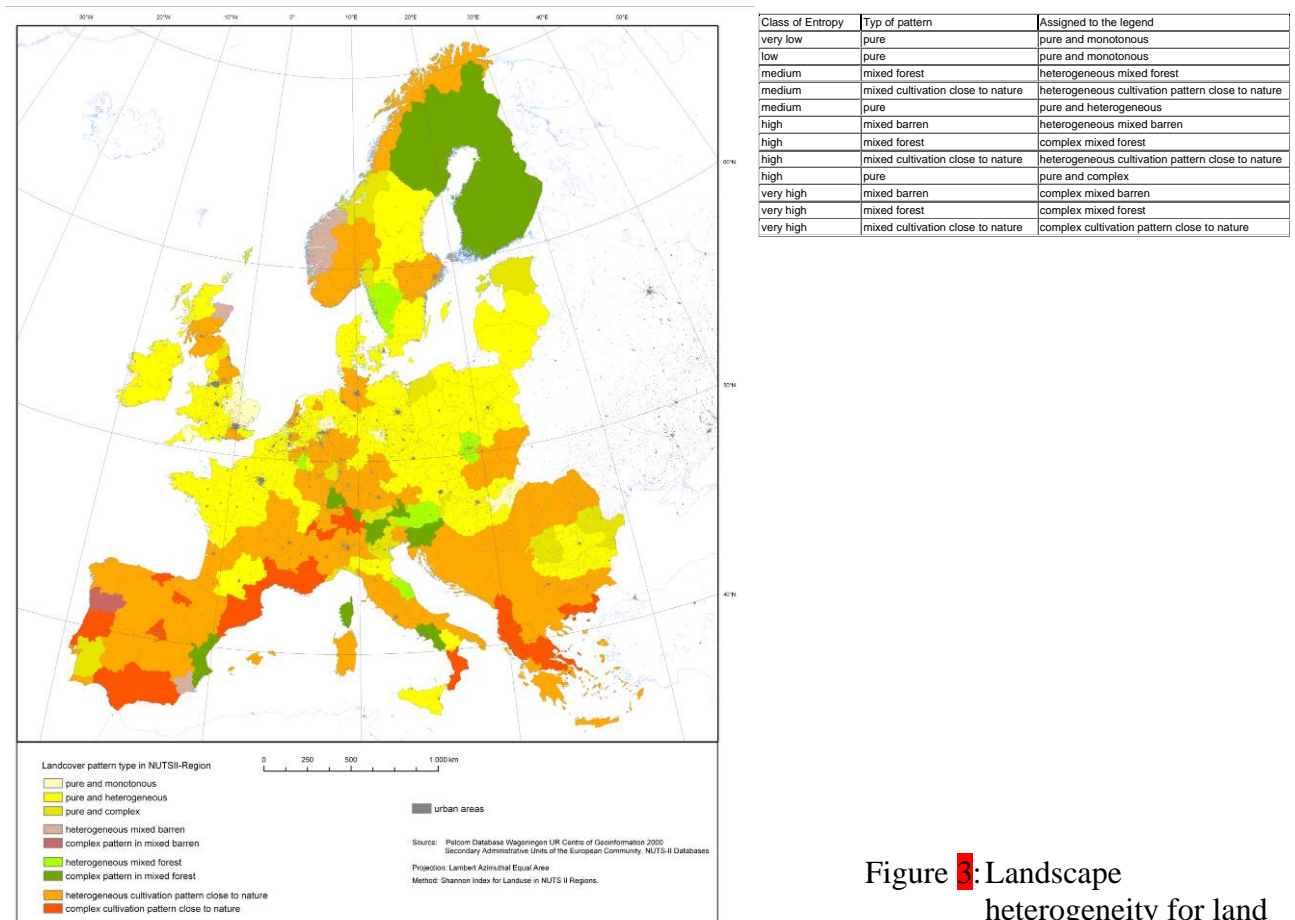 30°W 20°W 10°W 0° 10°E 20°E 30°E 40°E 50°E
60°N
50°N
40°N
Class of Entropy Typ of pattern Assigned to the legend
very low pure pure and monotonous
low pure pure and monotonous
medium mixed forest heterogeneous mixed forest
medium mixed cultivation close to nature heterogeneous cultivation pattern close to nature
medium pure pure and heterogeneous
high mixed barren heterogeneous mixed barren
high mixed forest complex mixed forest
high mixed cultivation close to nature heterogeneous cultivation pattern close to nature
high pure pure and complex
very high mixed barren complex mixed barren
very high mixed forest complex mixed forest
very high mixed cultivation close to nature complex cultivation pattern close to nature
Landcover pattern type in NUTSII-Region
0 250 500 1.000 km
pure and monotonous
pure and heterogeneous
pure and complex
heterogeneous mixed barren
complex pattern in mixed barren
heterogeneous mixed forest
complex pattern in mixed forest
heterogeneous cultivation pattern close to nature
complex cultivation pattern close to nature
urban areas
Source: Pelcom Database Wageningen UR Centre of Geoinformation 2000
Secondary Administrative Units of the European Community. NUTS-II Databases
Projection: Lambert Azimuthal Equal Area
Method: Shannon Index for Landuse in NUTS II Regions.
Figure 3: Landscape
heterogeneity for land